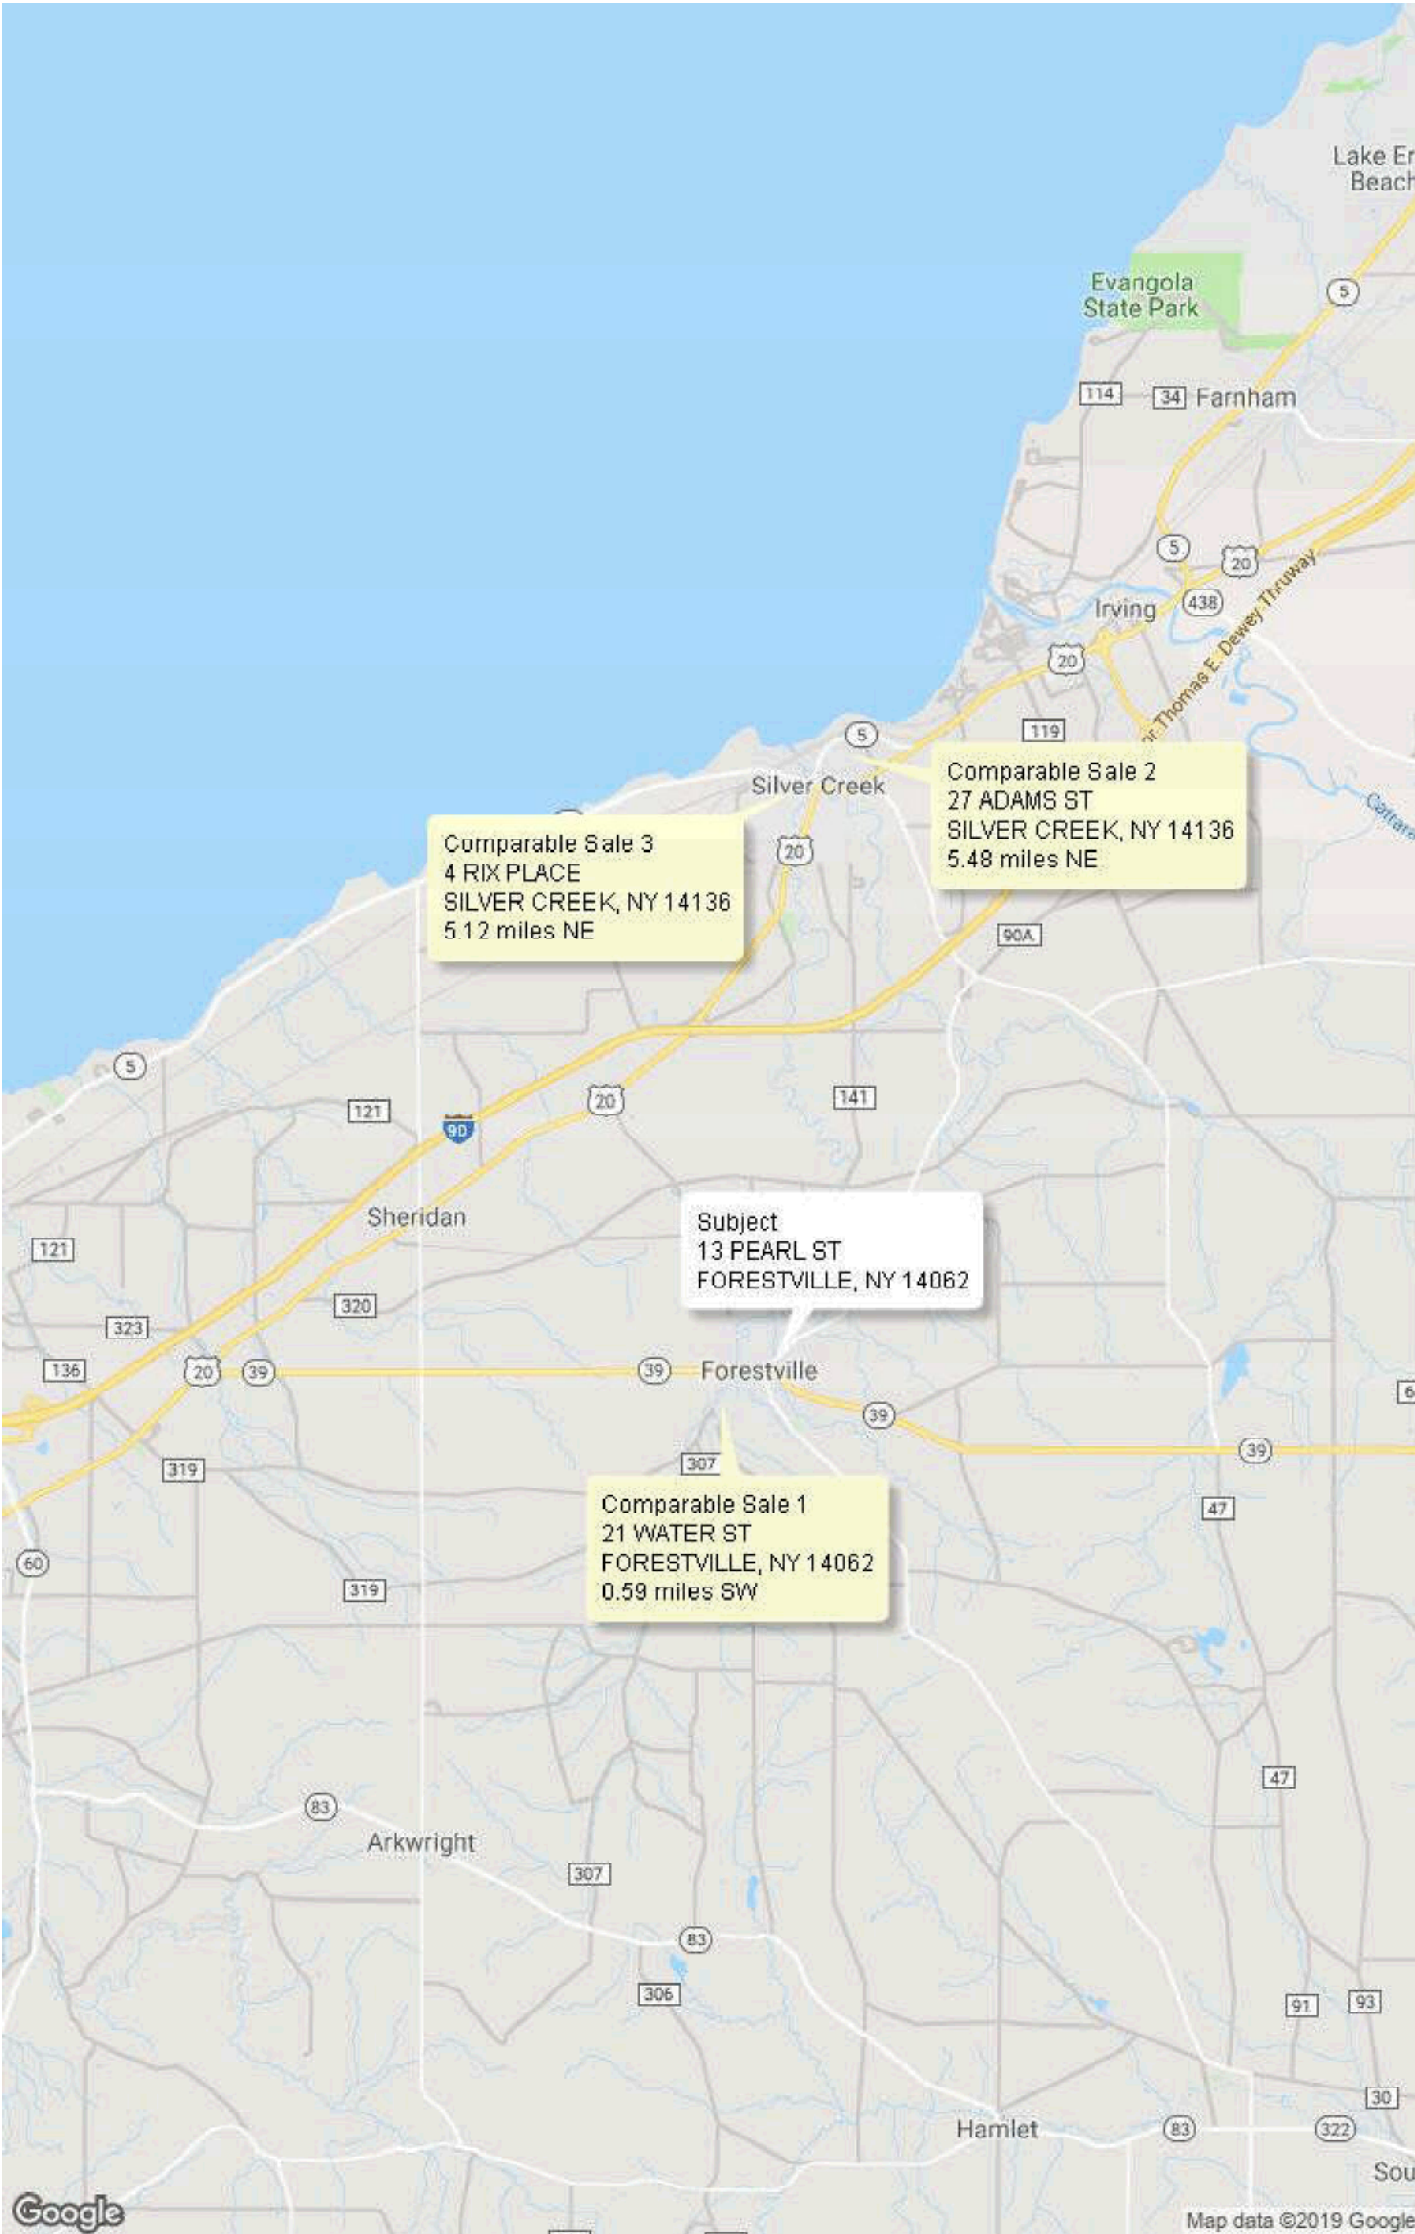 Lake Er
Beach
Evangola
State Park
5
114
34
Farnham
5
20
438
Irving
20
or Thomas E. Dewey Thruway
119
5
Silver Creek
Comparable Sale 2
27 ADAMS ST
SILVER CREEK, NY 14136
5.48 miles NE
Cattara
Comparable Sale 3
4 RIX PLACE
SILVER CREEK, NY 14136
5.12 miles NE
20
90A
5
121
90
20
141
Sheridan
Subject
13 PEARL ST
FORESTVILLE, NY 14062
121
320
323
136
20
39
39
Forestville
39
6
39
307
319
47
Comparable Sale 1
21 WATER ST
FORESTVILLE, NY 14062
0.59 miles SW
60
319
47
83
Arkwright
307
83
306
91
93
30
Hamlet
83
322
Sou
Google
Map data ©2019 Google